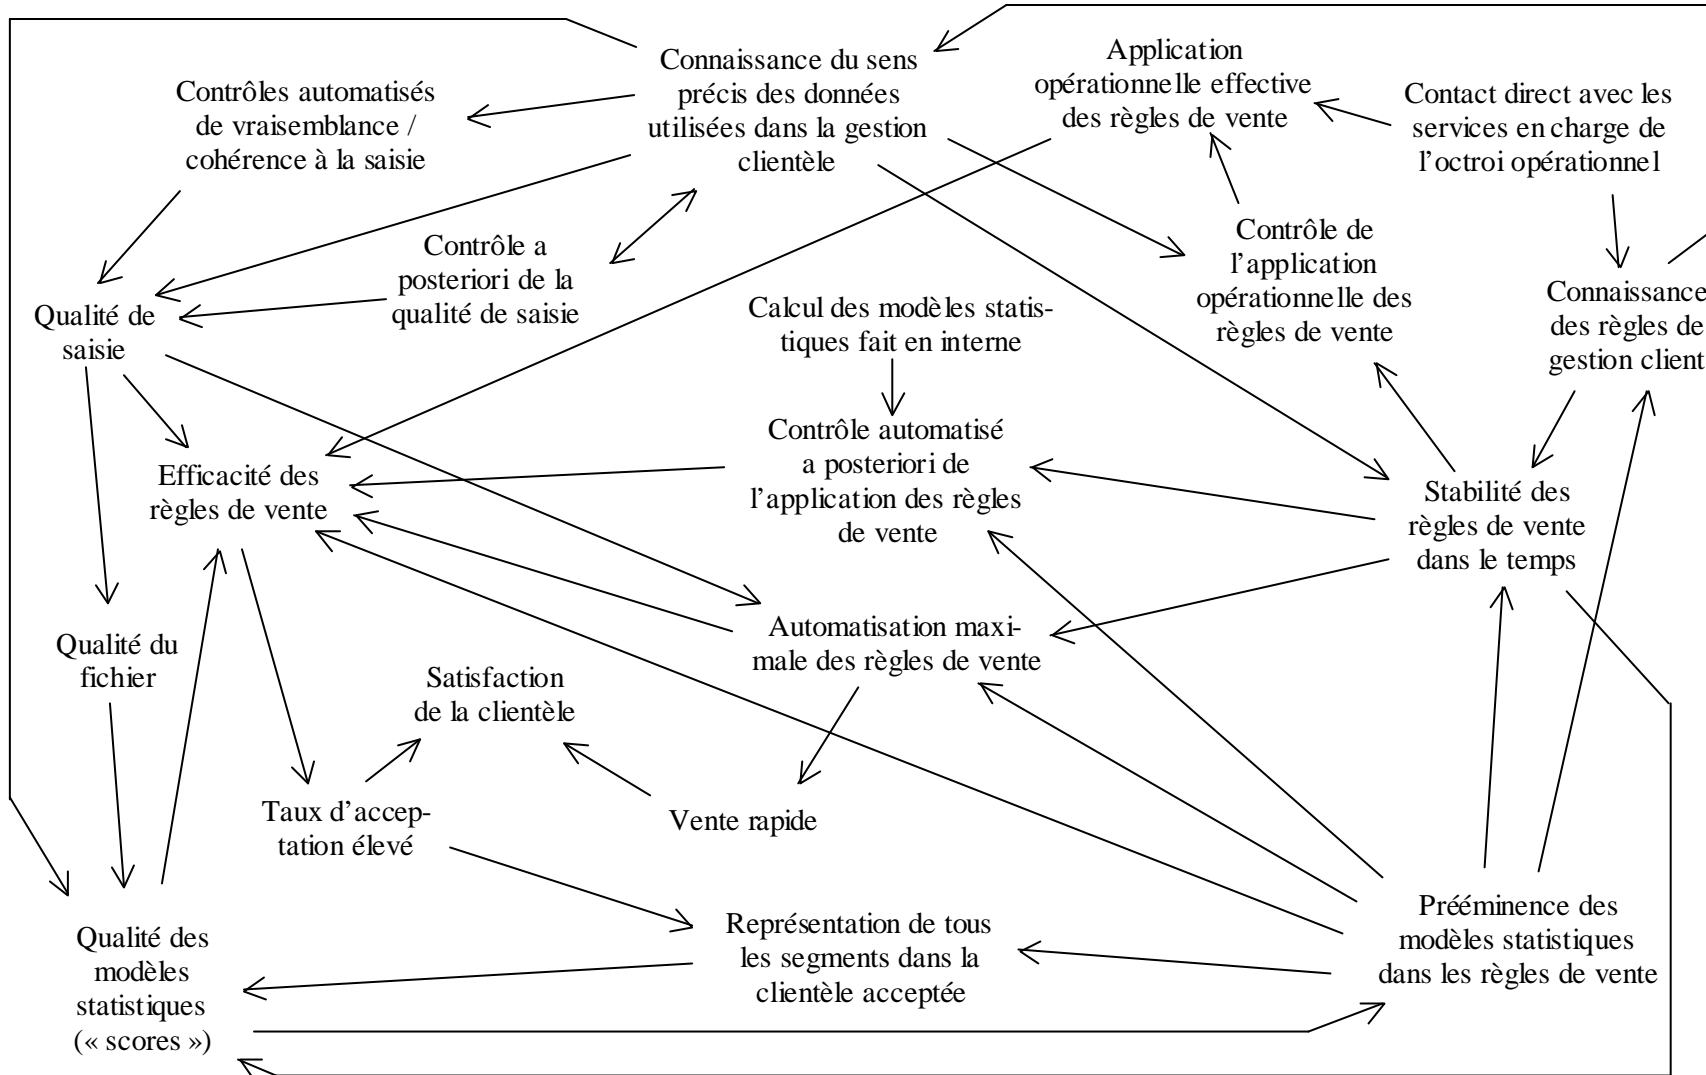 Connaissance du sens
précis des données
utilisées dans la gestion
clientèle
Application
opérationnelle effective
des règles de vente
Contact direct avec les
services en charge de
l'octroi opérationnel
Contrôles automatisés
de vraisemblance /
cohérence à la saisie
Contrôle a
posteriori de la
qualité de saisie
Contrôle de
l'application
opérationnelle des
règles de vente
Connaissance
des règles de
gestion client
Qualité de
saisie
Calcul des modèles statis-
tiques fait en interne
Contrôle automatisé
a posteriori de
l'application des règles
de vente
Efficacité des
règles de vente
Stabilité des
règles de vente
dans le temps
Qualité du
fichier
Satisfaction
de la clientèle
Automatisation maxi-
male des règles de vente
Taux d'accep-
tation élevé
Vente rapide
Qualité des
modèles
statistiques
(« scores »)
Représentation de tous
les segments dans la
clientèle acceptée
Prééminence des
modèles statistiques
dans les règles de vente